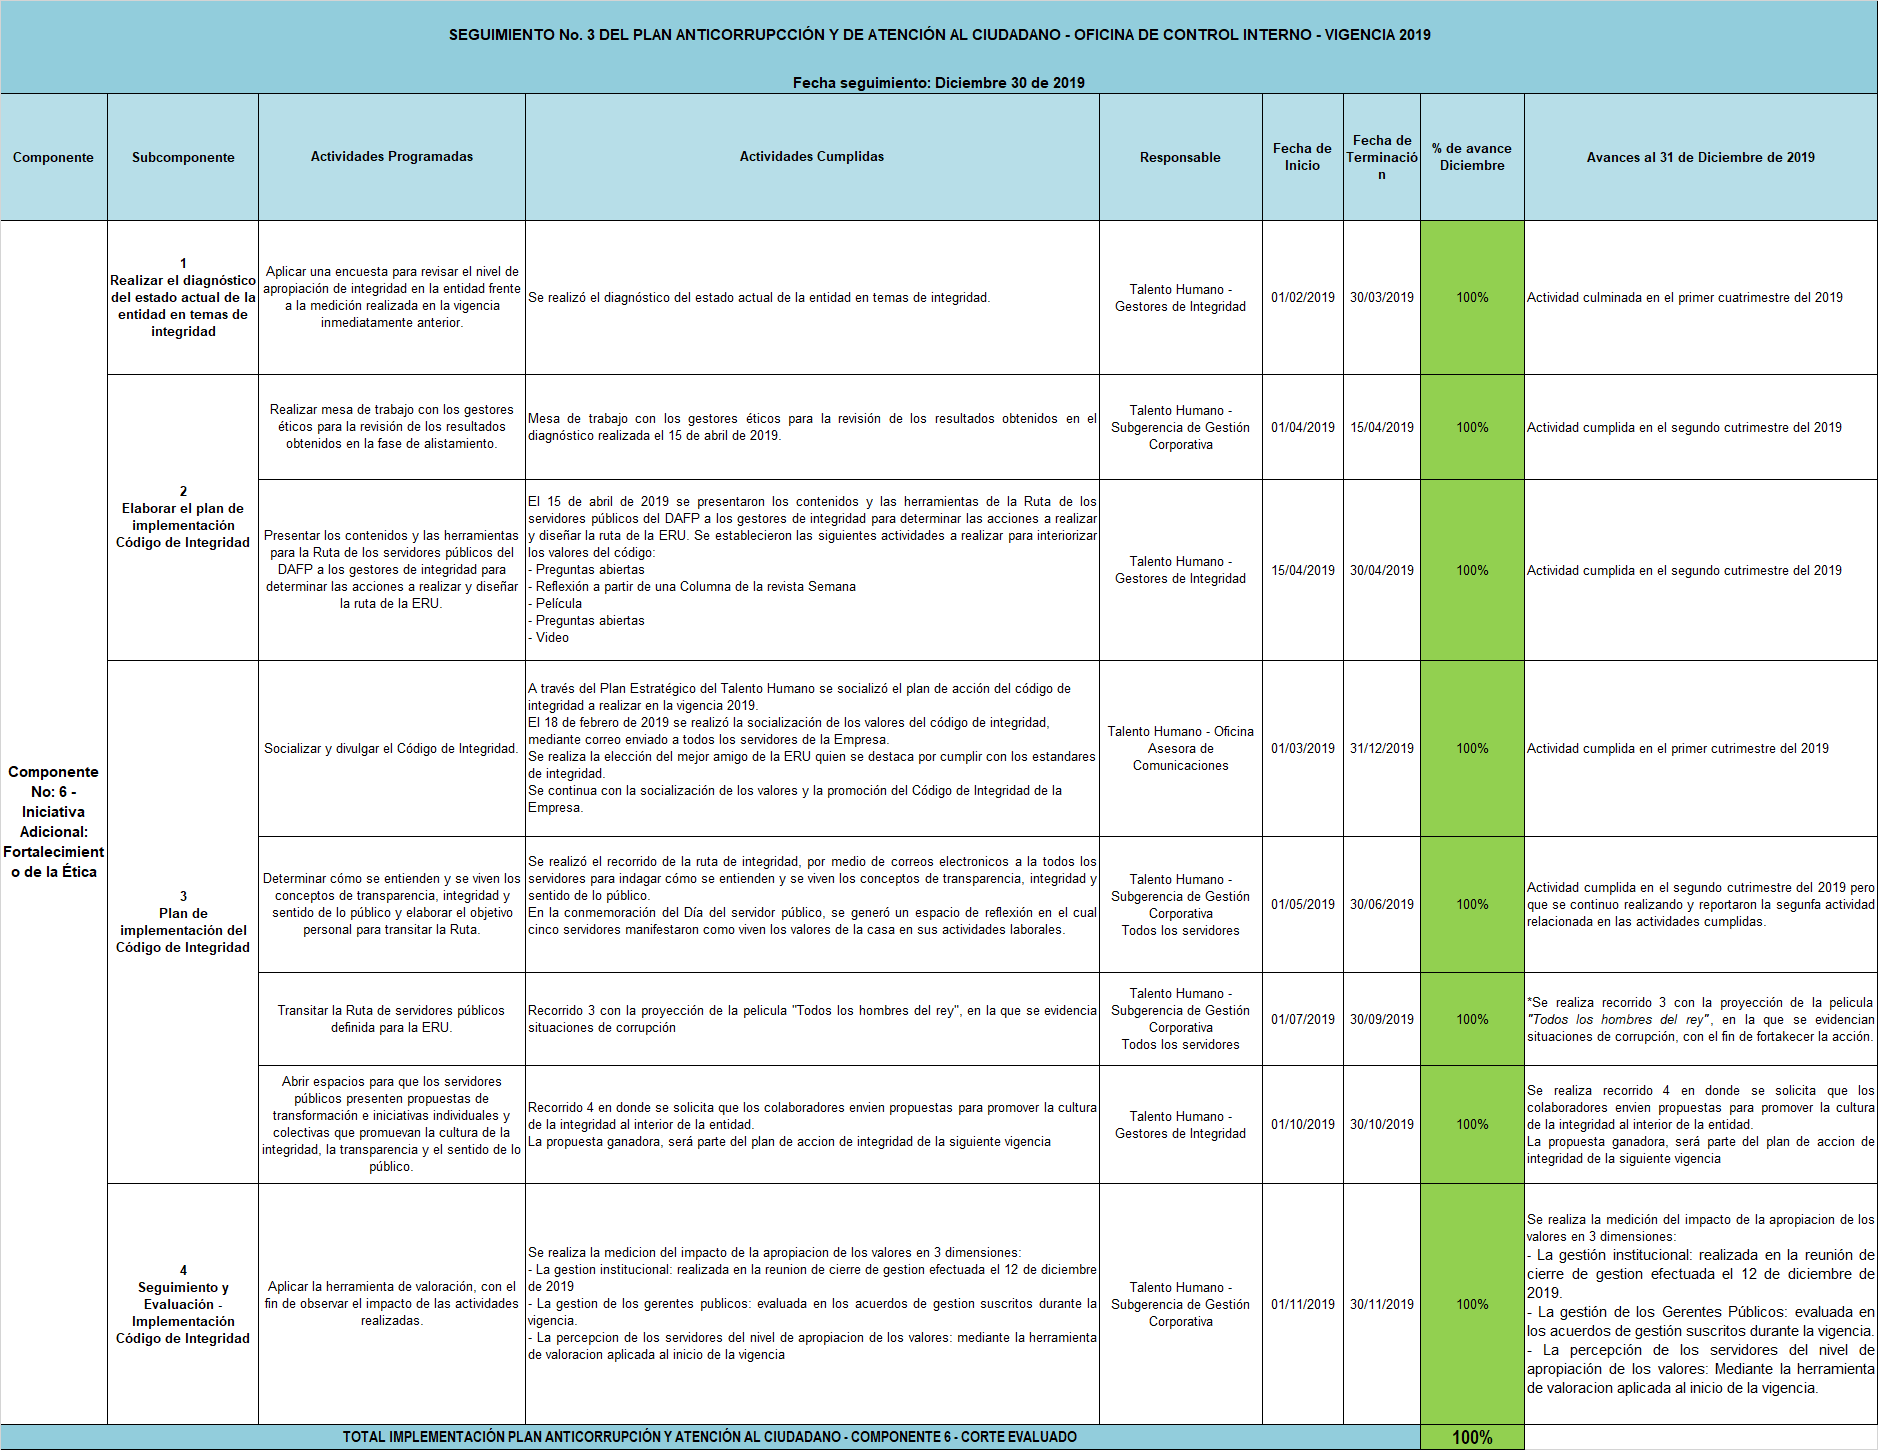 SEGUIMIENTO No. 3 DEL PLAN ANTICORRUPCCIÓN Y DE ATENCIÓN AL CIUDADANO - OFICINA DE CONTROL INTERNO - VIGENCIA 2019
Fecha seguimiento: Diciembre 30 de 2019
Componente
Subcomponente
Actividades Programadas
Actividades Cumplidas
Responsable
Fecha de
Inicio
Fecha de
Terminació
n
% de avance
Diciembre
Avances al 31 de Diciembre de 2019
Componente
No: 6 -
Iniciativa
Adicional:
Fortalecimient
o de la Ética
1
Realizar el diagnóstico
del estado actual de la
entidad en temas de
integridad
Aplicar una encuesta para revisar el nivel de
apropiación de integridad en la entidad frente
a la medición realizada en la vigencia
inmediatamente anterior.
Se realizó el diagnóstico del estado actual de la entidad en temas de integridad.
Talento Humano -
Gestores de Integridad
01/02/2019
30/03/2019
100%
Actividad culminada en el primer cuatrimestre del 2019
2
Elaborar el plan de
implementación
Código de Integridad
Realizar mesa de trabajo con los gestores
éticos para la revisión de los resultados
obtenidos en la fase de alistamiento.
Mesa de trabajo con los gestores éticos para la revisión de los resultados obtenidos en el
diagnóstico realizada el 15 de abril de 2019.
Talento Humano -
Subgerencia de Gestión
Corporativa
01/04/2019
15/04/2019
100%
Actividad cumplida en el segundo cutrimestre del 2019
Presentar los contenidos y las herramientas
para la Ruta de los servidores públicos del
DAFP a los gestores de integridad para
determinar las acciones a realizar y diseñar
la ruta de la ERU.
El 15 de abril de 2019 se presentaron los contenidos y las herramientas de la Ruta de los
servidores públicos del DAFP a los gestores de integridad para determinar las acciones a realizar
y diseñar la ruta de la ERU. Se establecieron las siguientes actividades a realizar para interiorizar
los valores del código:
- Preguntas abiertas
- Reflexión a partir de una Columna de la revista Semana
- Película
- Preguntas abiertas
- Video
Talento Humano -
Gestores de Integridad
15/04/2019
30/04/2019
100%
Actividad cumplida en el segundo cutrimestre del 2019
3
Plan de
implementación del
Código de Integridad
Socializar y divulgar el Código de Integridad.
A través del Plan Estratégico del Talento Humano se socializó el plan de acción del código de
integridad a realizar en la vigencia 2019.
El 18 de febrero de 2019 se realizó la socialización de los valores del código de integridad,
mediante correo enviado a todos los servidores de la Empresa.
Se realiza la elección del mejor amigo de la ERU quien se destaca por cumplir con los estandares
de integridad.
Se continua con la socialización de los valores y la promoción del Código de Integridad de la
Empresa.
Talento Humano - Oficina
Asesora de
Comunicaciones
01/03/2019
31/12/2019
100%
Actividad cumplida en el primer cutrimestre del 2019
Determinar cómo se entienden y se viven los
conceptos de transparencia, integridad y
sentido de lo público y elaborar el objetivo
personal para transitar la Ruta.
Se realizó el recorrido de la ruta de integridad, por medio de correos electronicos a la todos los
servidores para indagar cómo se entienden y se viven los conceptos de transparencia, integridad y
sentido de lo público.
En la conmemoración del Día del servidor público, se generó un espacio de reflexión en el cual
cinco servidores manifestaron como viven los valores de la casa en sus actividades laborales.
Talento Humano -
Subgerencia de Gestión
Corporativa
Todos los servidores
01/05/2019
30/06/2019
100%
Actividad cumplida en el segundo cutrimestre del 2019 pero
que se continuo realizando y reportaron la segunfa actividad
relacionada en las actividades cumplidas.
Transitar la Ruta de servidores públicos
definida para la ERU.
Recorrido 3 con la proyección de la pelicula "Todos los hombres del rey", en la que se evidencia
situaciones de corrupción
Talento Humano -
Subgerencia de Gestión
Corporativa
Todos los servidores
01/07/2019
30/09/2019
100%
*Se realiza recorrido 3 con la proyección de la pelicula
"Todos los hombres del rey", en la que se evidencian
situaciones de corrupción, con el fin de fortakecer la acción.
Abrir espacios para que los servidores
públicos presenten propuestas de
transformación e iniciativas individuales y
colectivas que promuevan la cultura de la
integridad, la transparencia y el sentido de lo
público.
Recorrido 4 en donde se solicita que los colaboradores envien propuestas para promover la cultura
de la integridad al interior de la entidad.
La propuesta ganadora, será parte del plan de accion de integridad de la siguiente vigencia
Talento Humano -
Gestores de Integridad
01/10/2019
30/10/2019
100%
Se realiza recorrido 4 en donde se solicita que los
colaboradores envien propuestas para promover la cultura
de la integridad al interior de la entidad.
La propuesta ganadora, será parte del plan de accion de
integridad de la siguiente vigencia
4
Seguimiento y
Evaluación -
Implementación
Código de Integridad
Aplicar la herramienta de valoración, con el
fin de observar el impacto de las actividades
realizadas.
Se realiza la medicion del impacto de la apropiacion de los valores en 3 dimensiones:
- La gestion institucional: realizada en la reunion de cierre de gestion efectuada el 12 de diciembre
de 2019
- La gestion de los gerentes publicos: evaluada en los acuerdos de gestion suscritos durante la
vigencia.
- La percepcion de los servidores del nivel de apropiacion de los valores: mediante la herramienta
de valoracion aplicada al inicio de la vigencia
Talento Humano -
Subgerencia de Gestión
Corporativa
01/11/2019
30/11/2019
100%
Se realiza la medición del impacto de la apropiacion de los
valores en 3 dimensiones:
- La gestión institucional: realizada en la reunión de
cierre de gestion efectuada el 12 de diciembre de
2019.
- La gestión de los Gerentes Públicos: evaluada en
los acuerdos de gestión suscritos durante la vigencia.
- La percepción de los servidores del nivel de
apropiación de los valores: Mediante la herramienta
de valoracion aplicada al inicio de la vigencia.
TOTAL IMPLEMENTACIÓN PLAN ANTICORRUPCIÓN Y ATENCIÓN AL CIUDADANO - COMPONENTE 6 - CORTE EVALUADO
100%